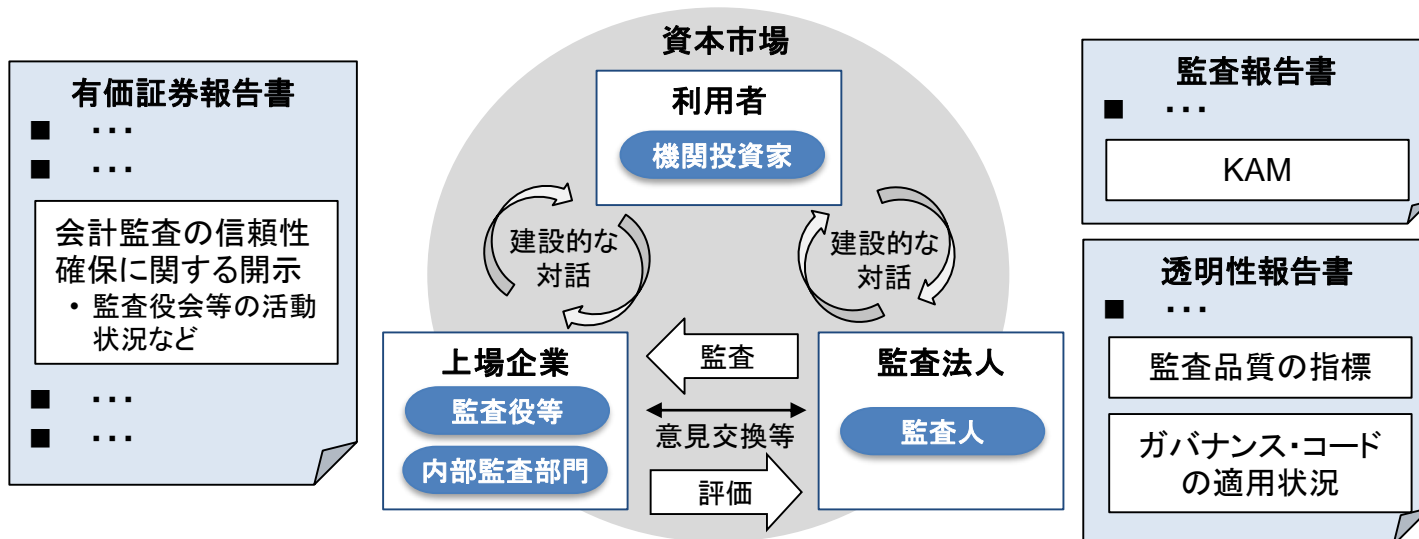 有価証券報告書
■ ･･･
■ ･･･
会計監査の信頼性
確保に関する開示
• 監査役会等の活動
状況など
■ ･･･
■ ･･･
資本市場
利用者
機関投資家
建設的な
対話
建設的な
対話
上場企業
監査役等
内部監査部門
監査
意見交換等
評価
監査法人
監査人
監査報告書
■ ･･･
KAM
透明性報告書
■ ･･･
監査品質の指標
ガバナンス・コード
の適用状況